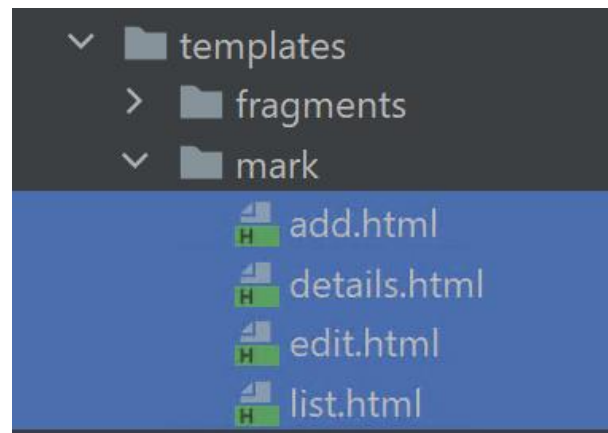 templates
fragments
mark
H add.html
H details.html
H edit.html
H list.html